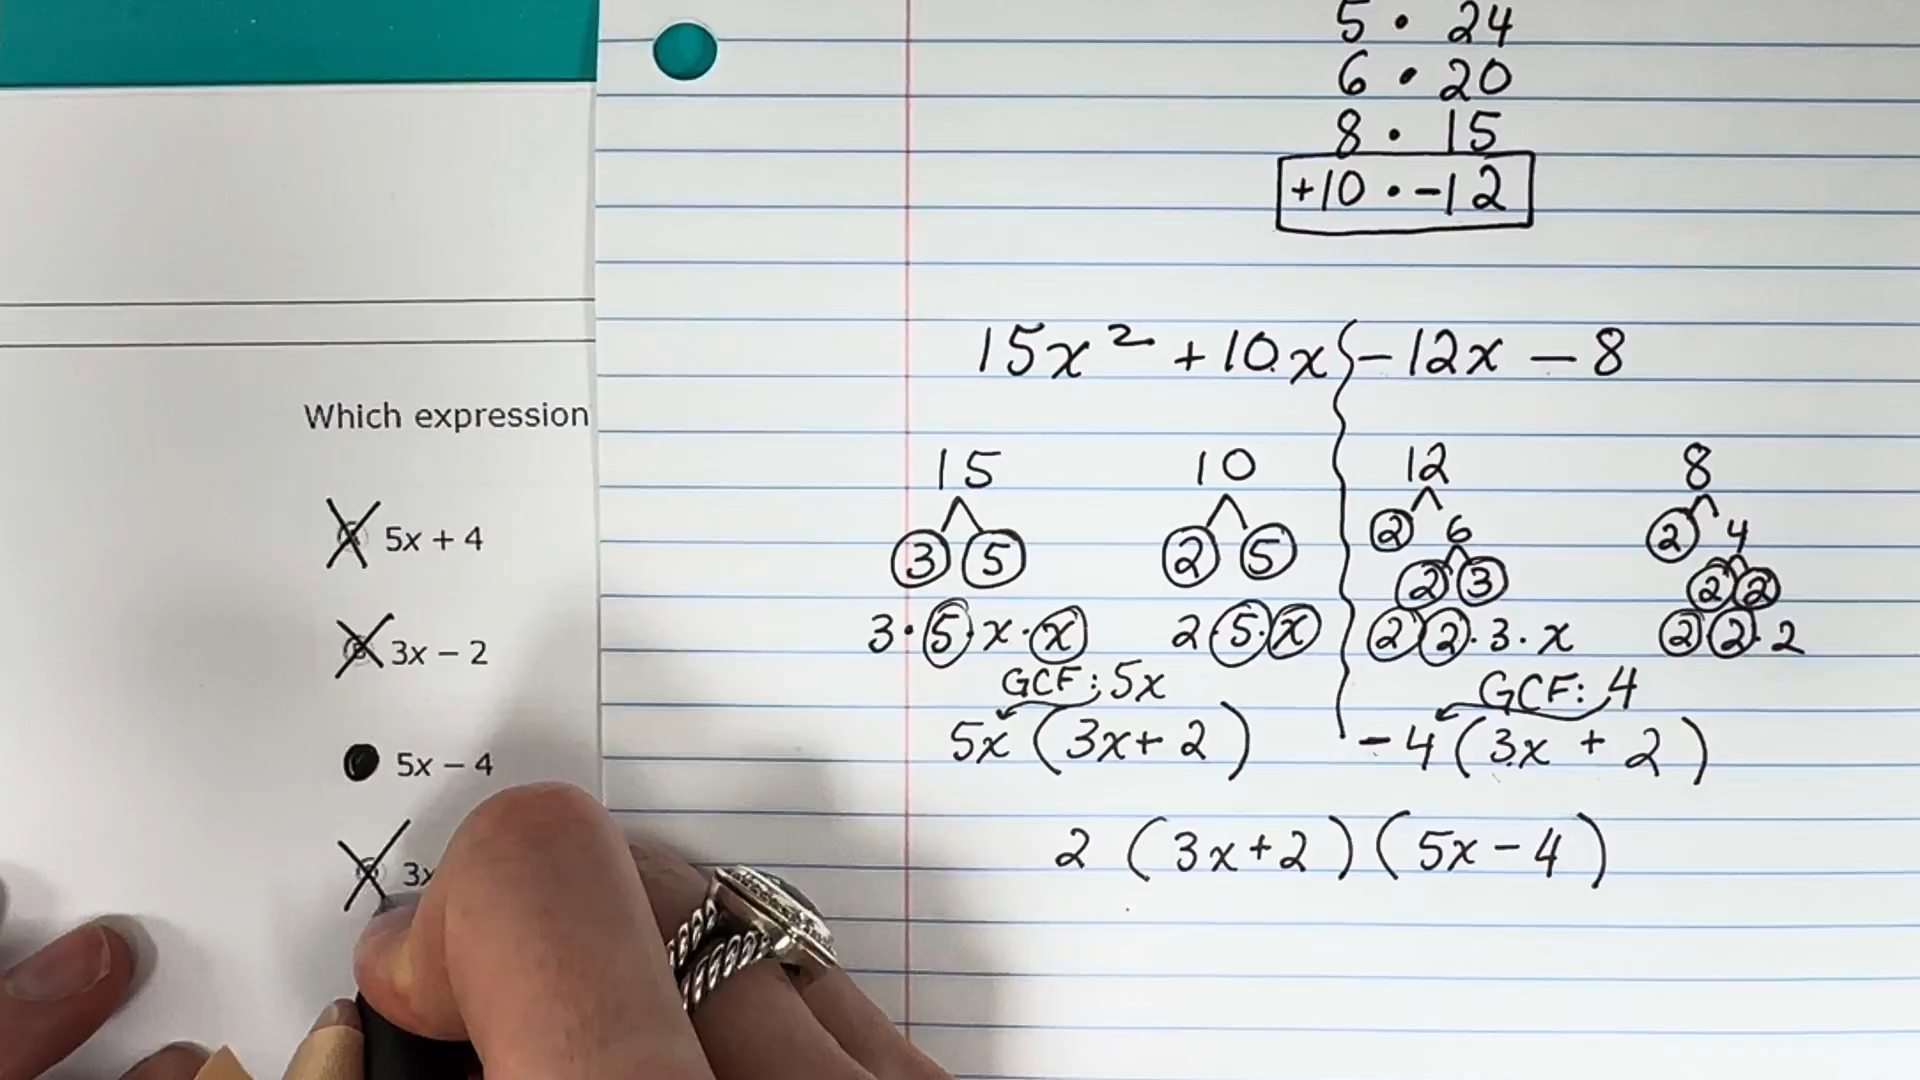 Which expression
5x + 4
3x − 2
5x − 4
3x
5 · 24
6 · 20
8 · 15
+10 · −12
15x² + 10x − 12x − 8
15 10 12 8
3 5 2 5 2 6 2 4
2 3 2 2
3 · 5 · x · x 2 · 5 · x 2 · 2 · 3 · x 2 · 2 · 2
GCF: 5x GCF: 4
5x (3x + 2) −4 (3x + 2)
2 (3x + 2) (5x − 4)